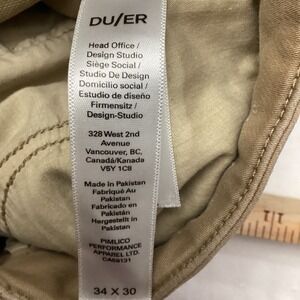 DU/ER
Head Office /
Design Studio
Siège Social /
Studio De Design
Domicilio social /
Estudio de diseño
Firmensitz /
Design-Studio
328 West 2nd
Avenue
Vancouver, BC,
Canada/Kanada
V5Y 1C8
Made in Pakistan
Fabriqué Au
Pakistan
Fabricado en
Pakistán
Hergestellt in
Pakistan
PIMLICO
PERFORMANCE
APPAREL LTD.
CA59131
34 X 30